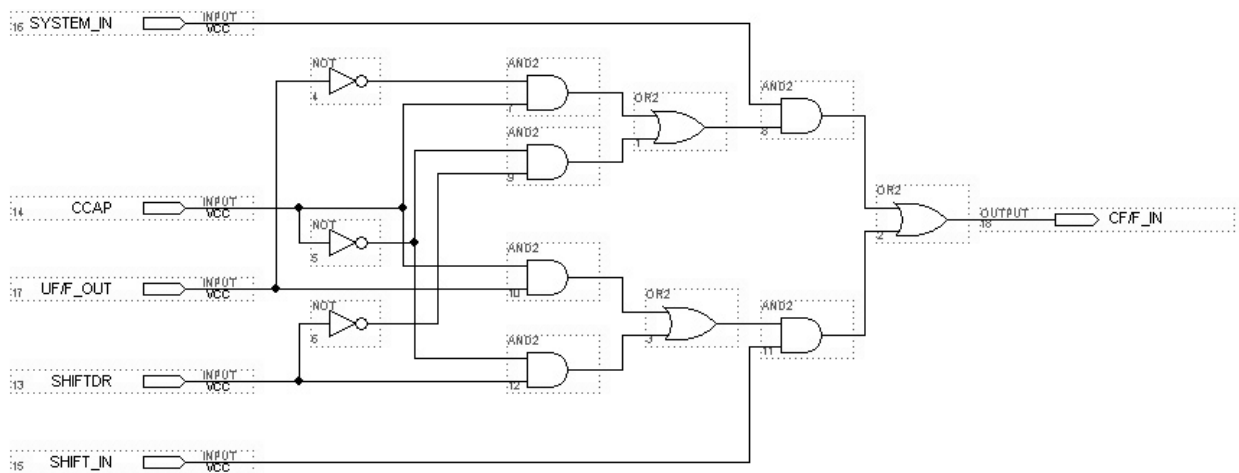 16 SYSTEM_IN INPUT
VCC
NOT
4
AND2
7
OR2
1
AND2
8
AND2
9
14 CCAP INPUT
VCC
NOT
5
OR2
2
OUTPUT
18
CF/F_IN
AND2
10
17 UF/F_OUT INPUT
VCC
NOT
6
OR2
3
AND2
11
AND2
12
13 SHIFTDR INPUT
VCC
15 SHIFT_IN INPUT
VCC